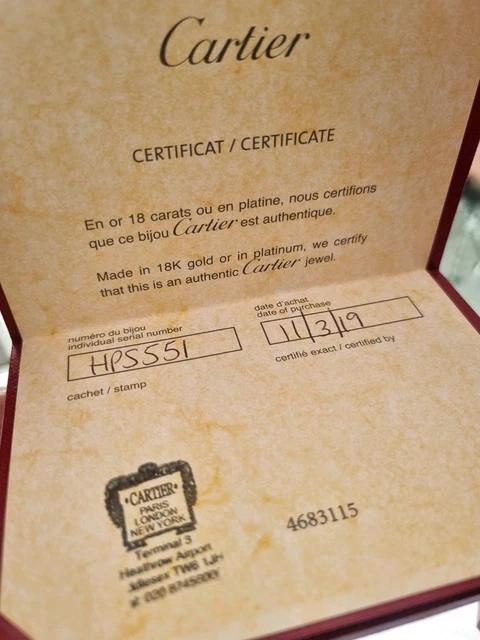 Cartier
CERTIFICAT / CERTIFICATE
En or 18 carats ou en platine, nous certifions
que ce bijou Cartier est authentique.
Made in 18K gold or in platinum, we certify
that this is an authentic Cartier jewel.
numéro du bijou
individual serial number
HPS551
date d'achat
date of purchase
11/3/19
cachet / stamp
certifié exact / certified by
CARTIER
PARIS
LONDON
NEW YORK
Terminal 3
Heathrow Airport
TW6 1JH
020
4683115